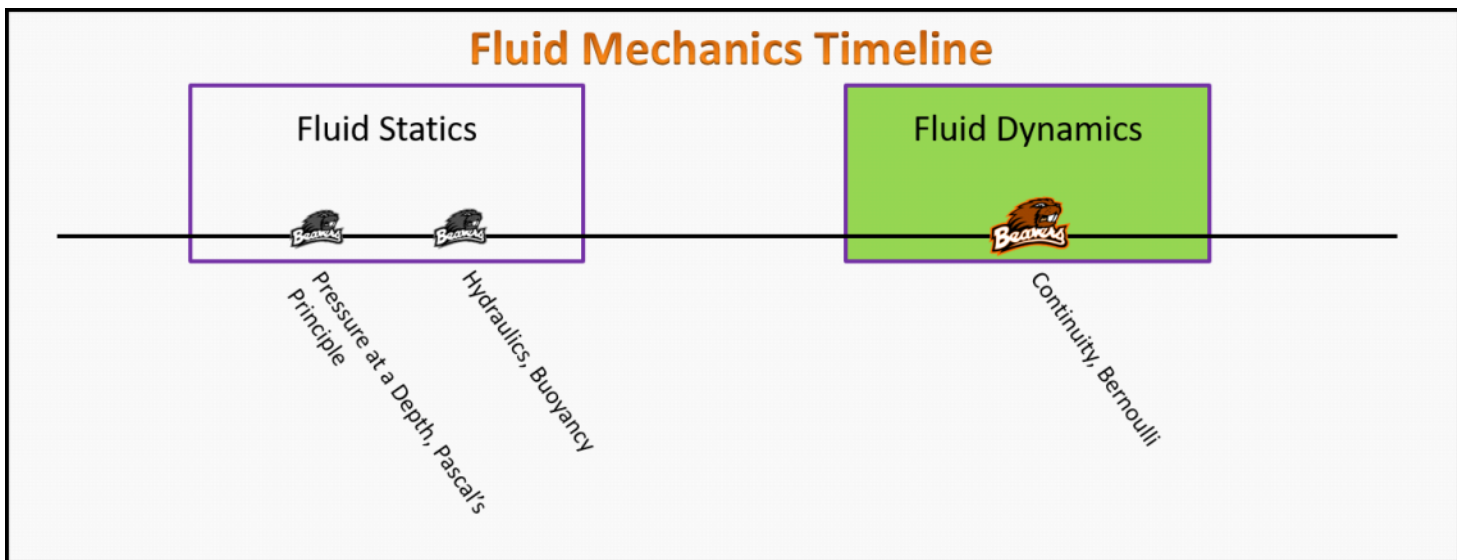 Fluid Mechanics Timeline
Fluid Statics
Fluid Dynamics
Beavers
Beavers
Beavers
Pressure at a Depth, Pascal's
Principle
Hydraulics, Buoyancy
Continuity, Bernoulli